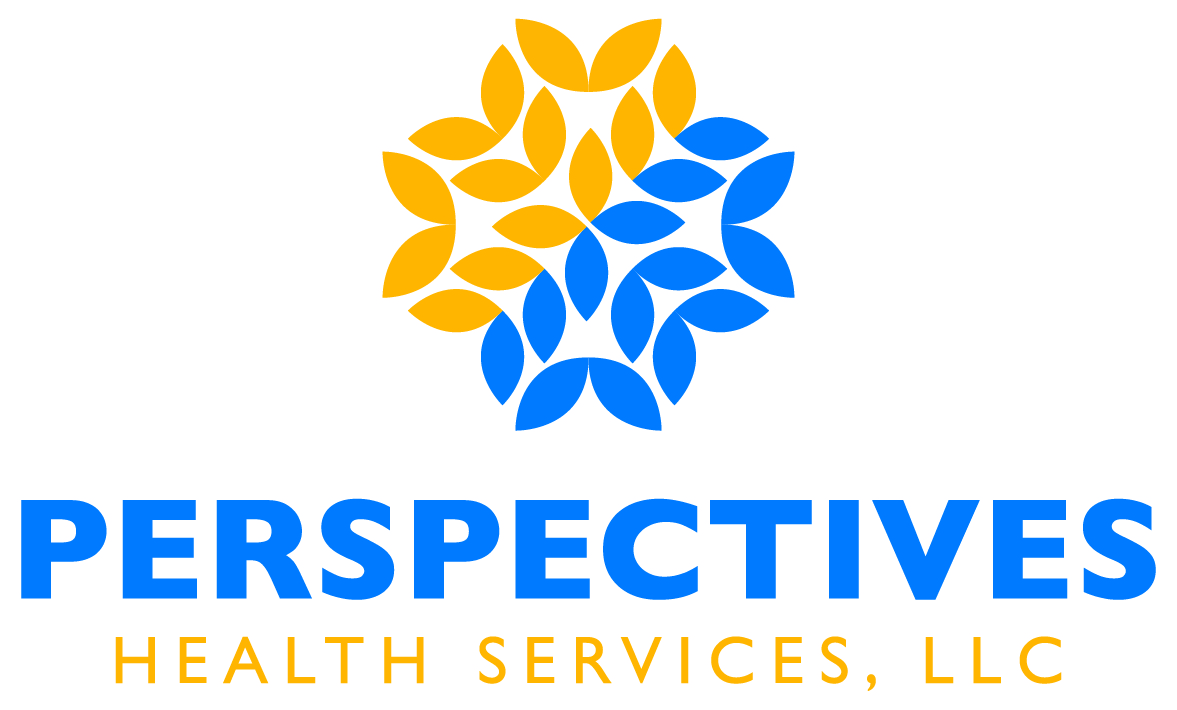 PERSPECTIVES
HEALTH SERVICES, LLC